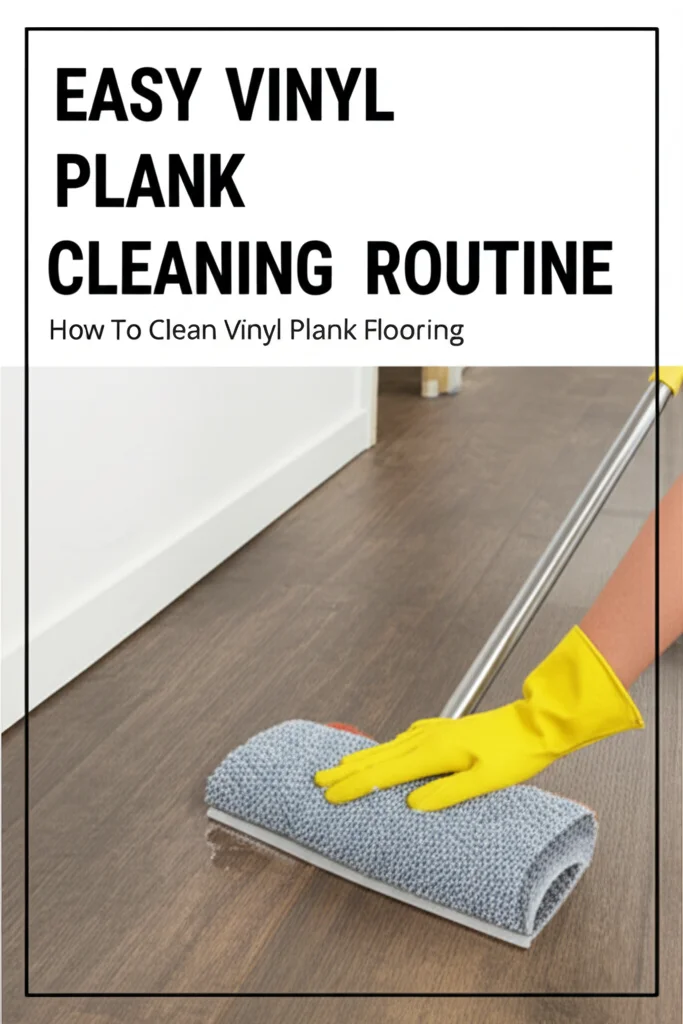 EASY VINYL
PLANK
CLEANING ROUTINE
How To Clean Vinyl Plank Flooring